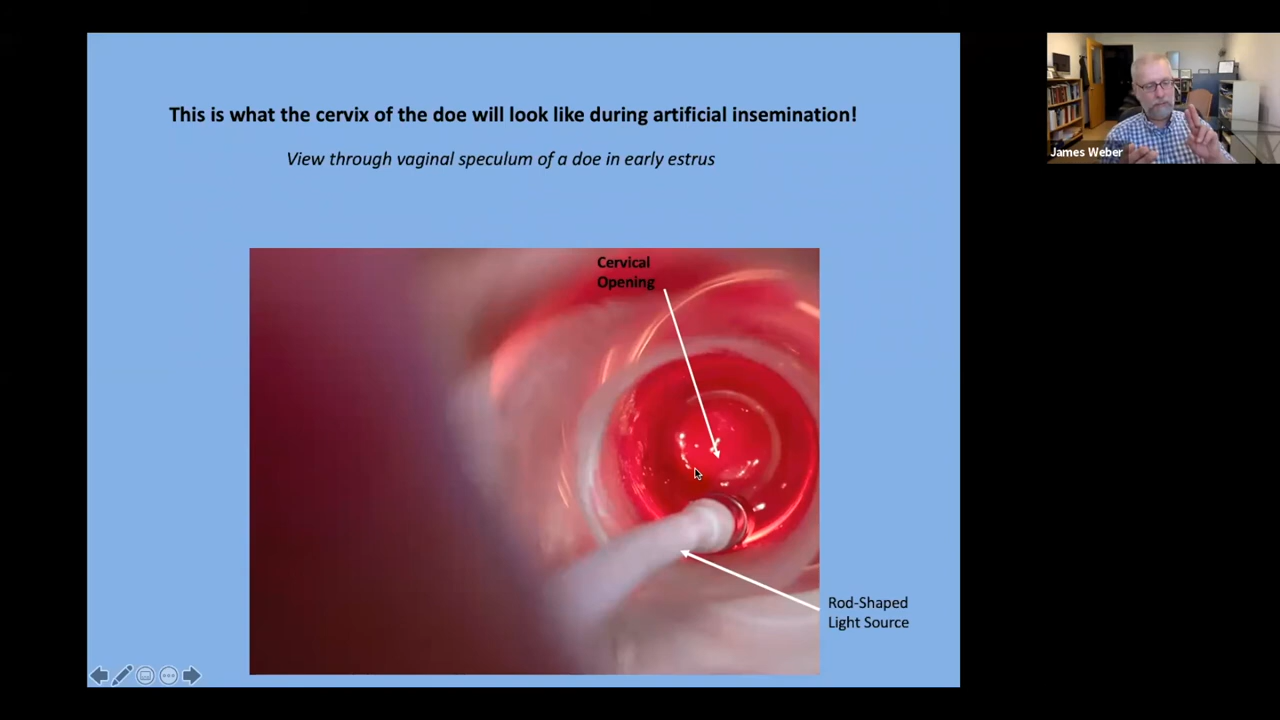 This is what the cervix of the doe will look like during artificial insemination!
View through vaginal speculum of a doe in early estrus
Cervical
Opening
Rod-Shaped
Light Source
James Weber